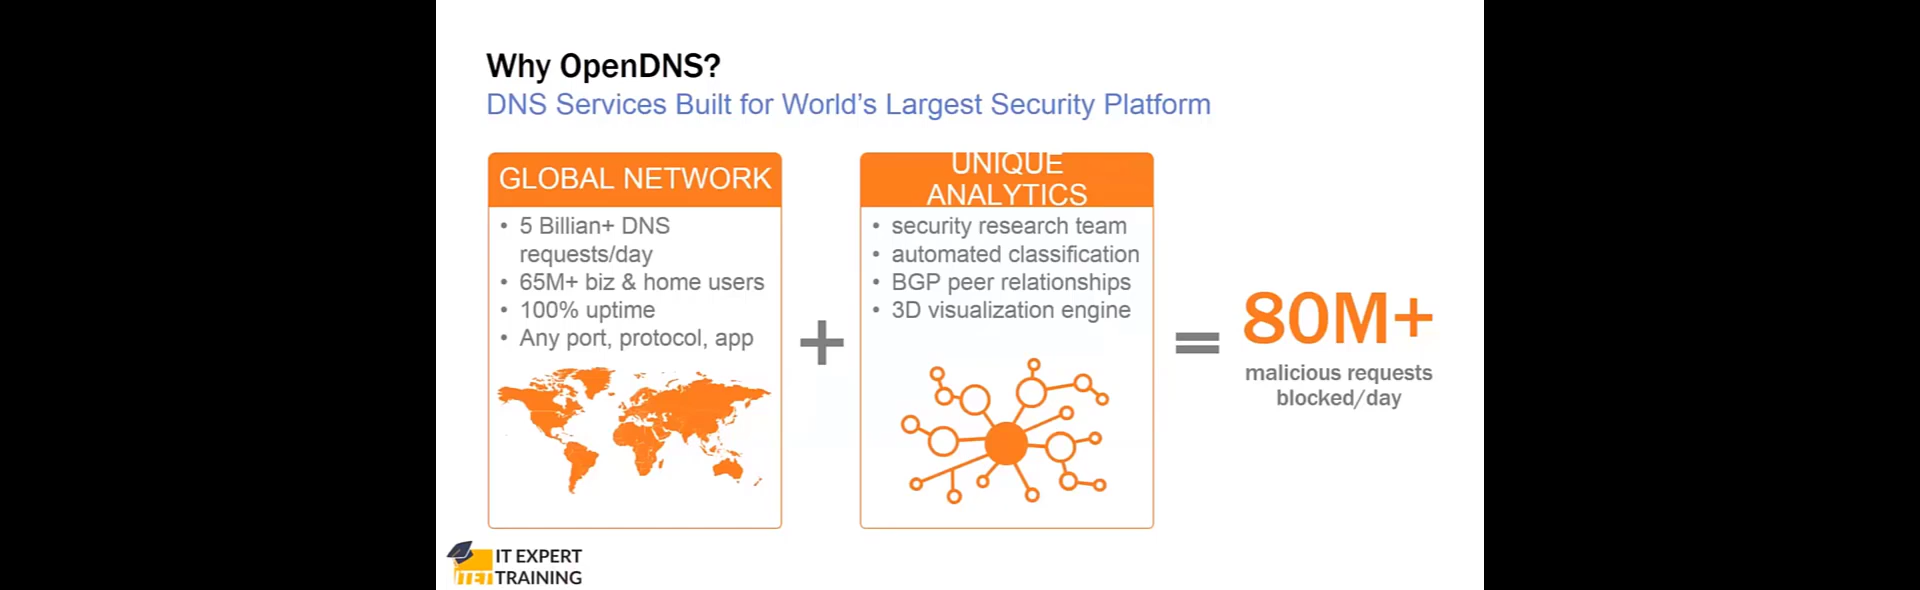 Why OpenDNS?
DNS Services Built for World's Largest Security Platform
GLOBAL NETWORK
• 5 Billian+ DNS
requests/day
• 65M+ biz & home users
• 100% uptime
• Any port, protocol, app
+
UNIQUE
ANALYTICS
• security research team
• automated classification
• BGP peer relationships
• 3D visualization engine
=
80M+
malicious requests
blocked/day
IT EXPERT
ITET TRAINING